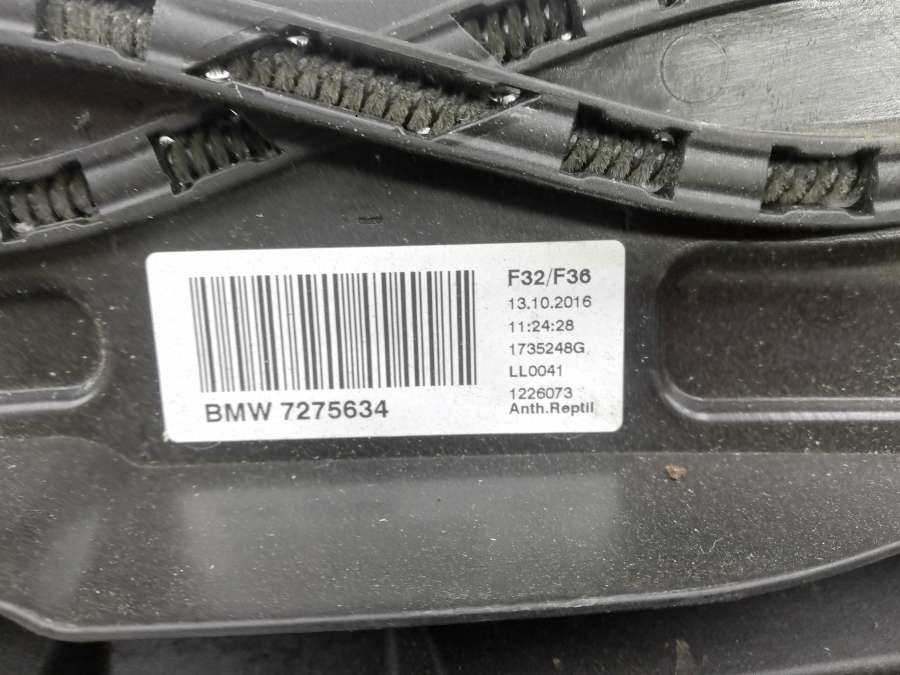 BMW 7275634
F32/F36
13.10.2016
11:24:28
1735248G
LL0041
1226073
Anth.Reptil